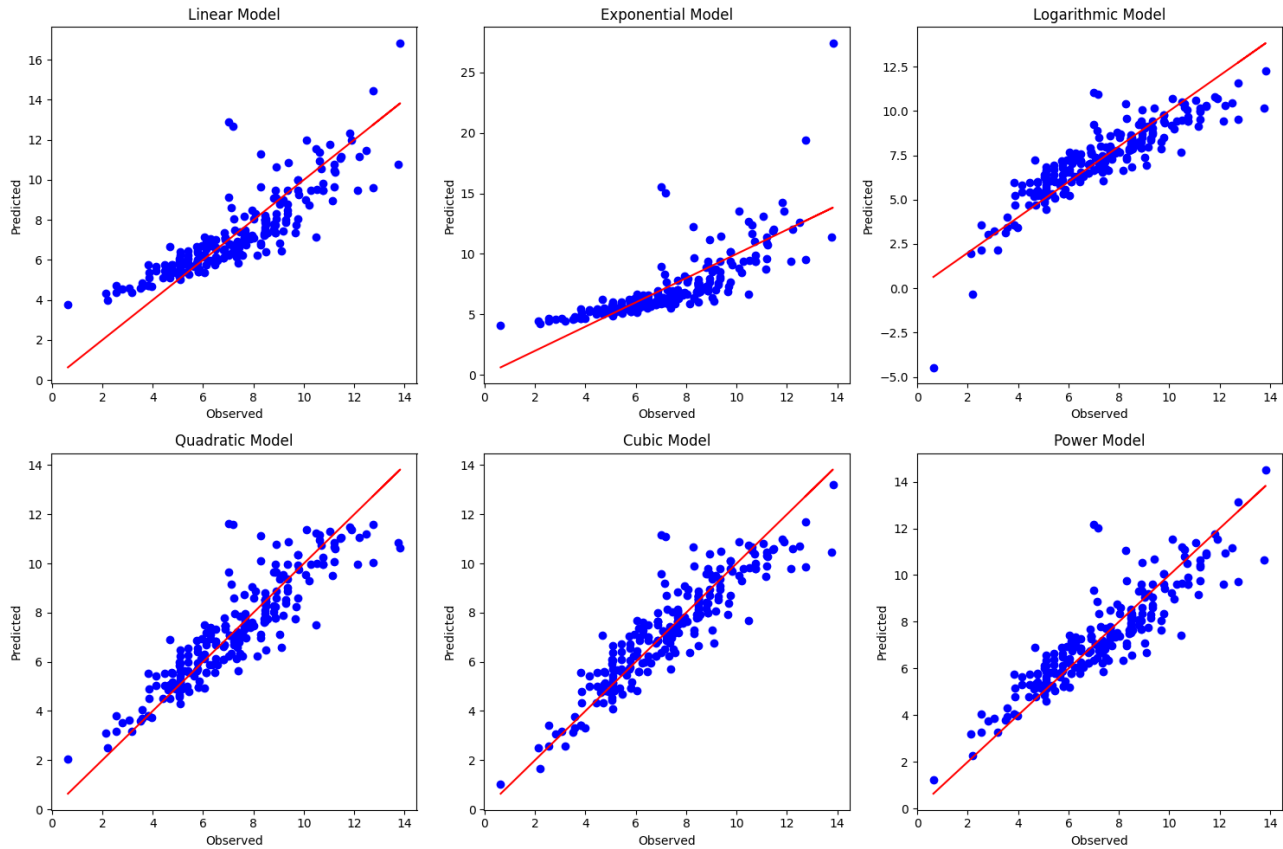 Linear Model
Exponential Model
Logarithmic Model
16
14
12
10
8
6
4
2
0
Predicted
0 2 4 6 8 10 12 14
Observed
25
20
15
10
5
0
Predicted
0 2 4 6 8 10 12 14
Observed
12.5
10.0
7.5
5.0
2.5
0.0
−2.5
−5.0
Predicted
0 2 4 6 8 10 12 14
Observed
Quadratic Model
Cubic Model
Power Model
14
12
10
8
6
4
2
0
Predicted
0 2 4 6 8 10 12 14
Observed
14
12
10
8
6
4
2
0
Predicted
0 2 4 6 8 10 12 14
Observed
14
12
10
8
6
4
2
0
Predicted
0 2 4 6 8 10 12 14
Observed